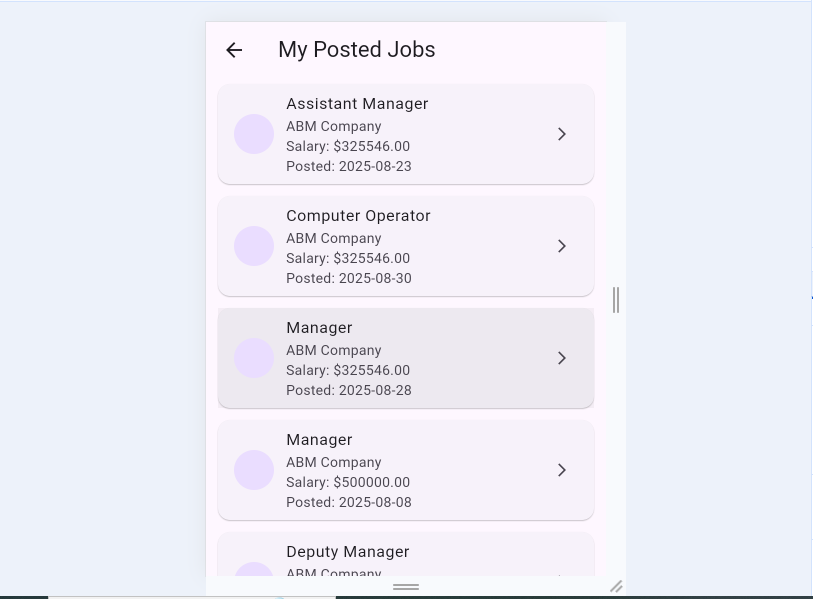 My Posted Jobs
Assistant Manager
ABM Company
Salary: $325546.00
Posted: 2025-08-23
Computer Operator
ABM Company
Salary: $325546.00
Posted: 2025-08-30
Manager
ABM Company
Salary: $325546.00
Posted: 2025-08-28
Manager
ABM Company
Salary: $500000.00
Posted: 2025-08-08
Deputy Manager
ABM Company